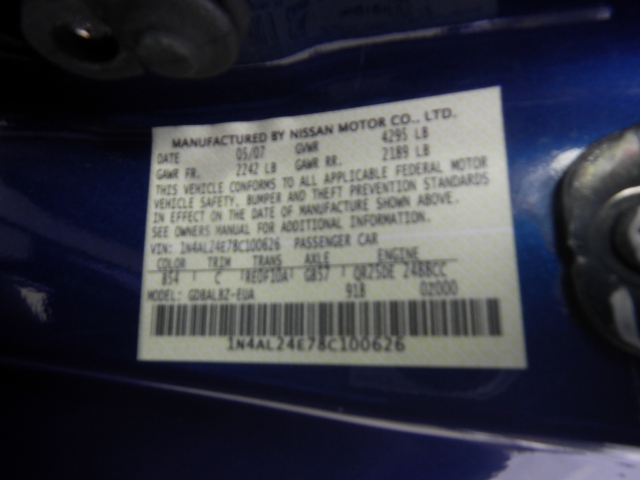 MANUFACTURED BY NISSAN MOTOR CO., LTD.
DATE 05/07 GVWR 4295 LB
GAWR FR. 2242 LB GAWR RR. 2189 LB
THIS VEHICLE CONFORMS TO ALL APPLICABLE FEDERAL MOTOR
VEHICLE SAFETY, BUMPER AND THEFT PREVENTION STANDARDS
IN EFFECT ON THE DATE OF MANUFACTURE SHOWN ABOVE.
SEE OWNERS MANUAL FOR ADDITIONAL INFORMATION.
VIN: 1N4AL24E78C100626 PASSENGER CAR
COLOR TRIM TRANS AXLE ENGINE
B54 C RE0F10A GB57 QR25DE 2488CC
MODEL: GDBALBZ-EUA 918 02000
1N4AL24E78C100626